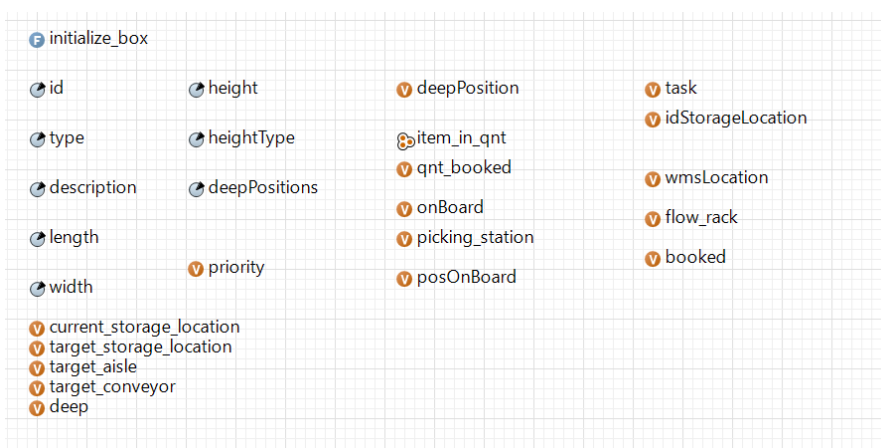 initialize_box
id
height
deepPosition
task
idStorageLocation
type
heightType
item_in_qnt
qnt_booked
wmsLocation
description
deepPositions
onBoard
flow_rack
length
picking_station
booked
priority
posOnBoard
width
current_storage_location
target_storage_location
target_aisle
target_conveyor
deep